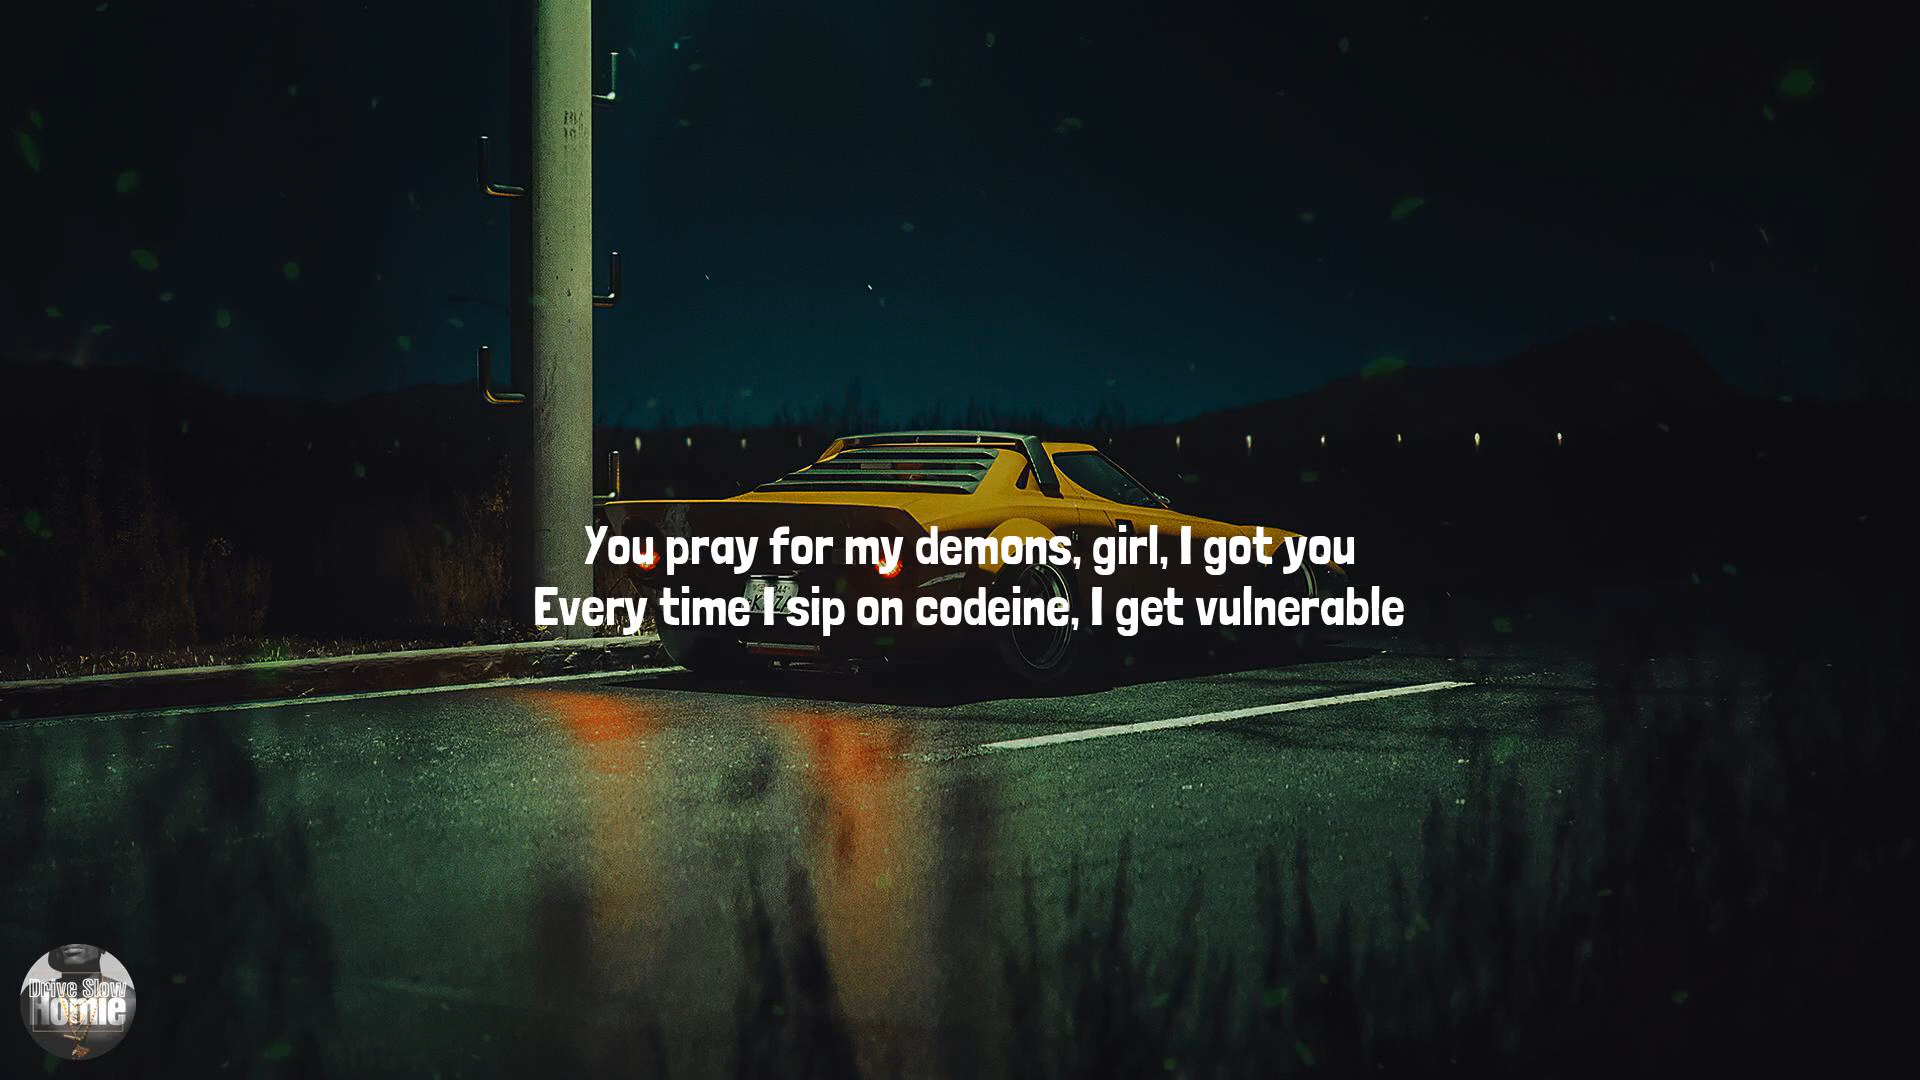 You pray for my demons, girl, I got you
Every time I sip on codeine, I get vulnerable
Drive Slow
Homie